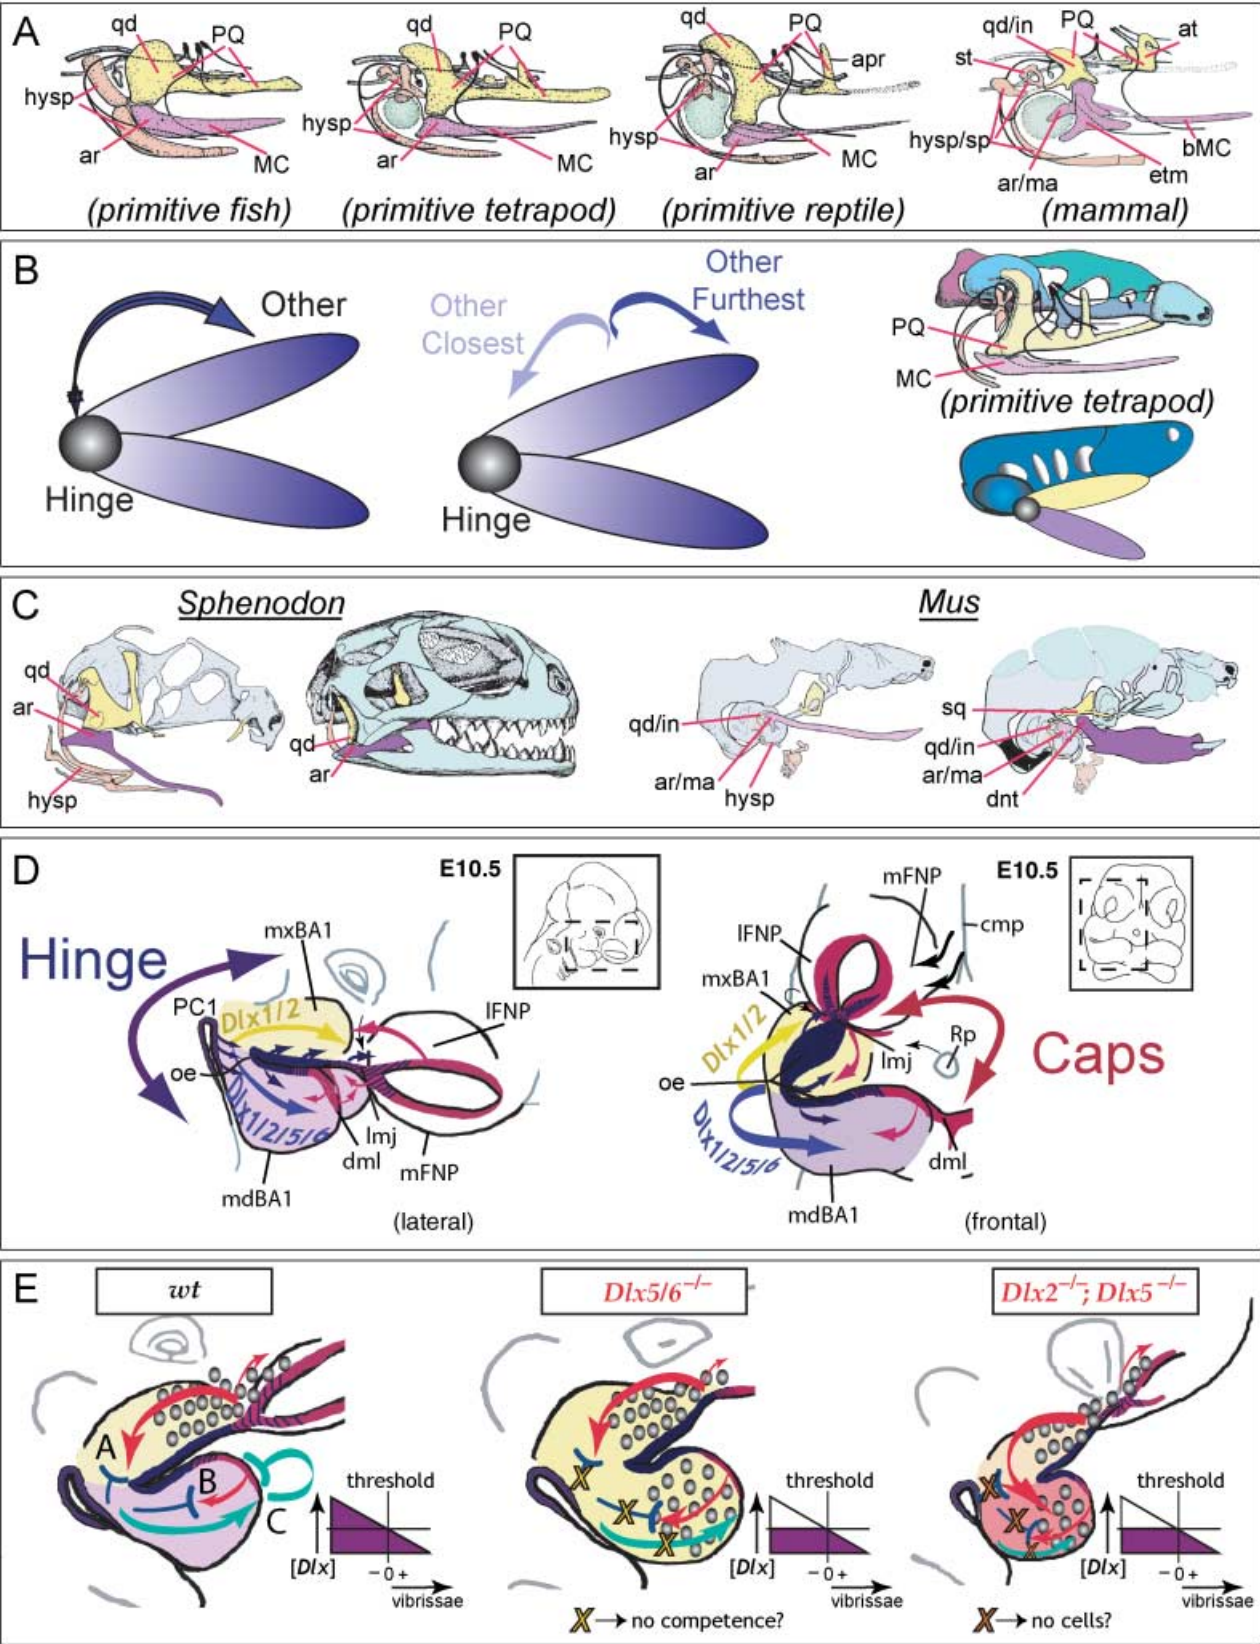 A
qd
PQ
hysp
ar
MC
(primitive fish)
qd
PQ
hysp
ar
MC
(primitive tetrapod)
qd
PQ
apr
hysp
ar
MC
(primitive reptile)
qd/in
PQ
at
st
hysp/sp
ar/ma
etm
bMC
(mammal)
B
Other
Hinge
Other
Closest
Other
Furthest
Hinge
PQ
MC
(primitive tetrapod)
C
Sphenodon
qd
ar
hysp
qd
ar
Mus
qd/in
ar/ma
hysp
sq
qd/in
ar/ma
dnt
D
Hinge
E10.5
mxBA1
PC1
Dlx1/2
lFNP
oe
Dlx1/2/5/6
lmj
dml
mFNP
mdBA1
(lateral)
E10.5
mFNP
cmp
lFNP
mxBA1
Dlx1/2
Rp
lmj
Caps
oe
Dlx1/2/5/6
dml
mdBA1
(frontal)
E
wt
A
B
C
threshold
[Dlx]
– 0 +
vibrissae
Dlx5/6–/–
X
X
X
threshold
[Dlx]
– 0 +
vibrissae
X → no competence?
Dlx2–/–; Dlx5–/–
X
X
X
threshold
[Dlx]
– 0 +
vibrissae
X → no cells?